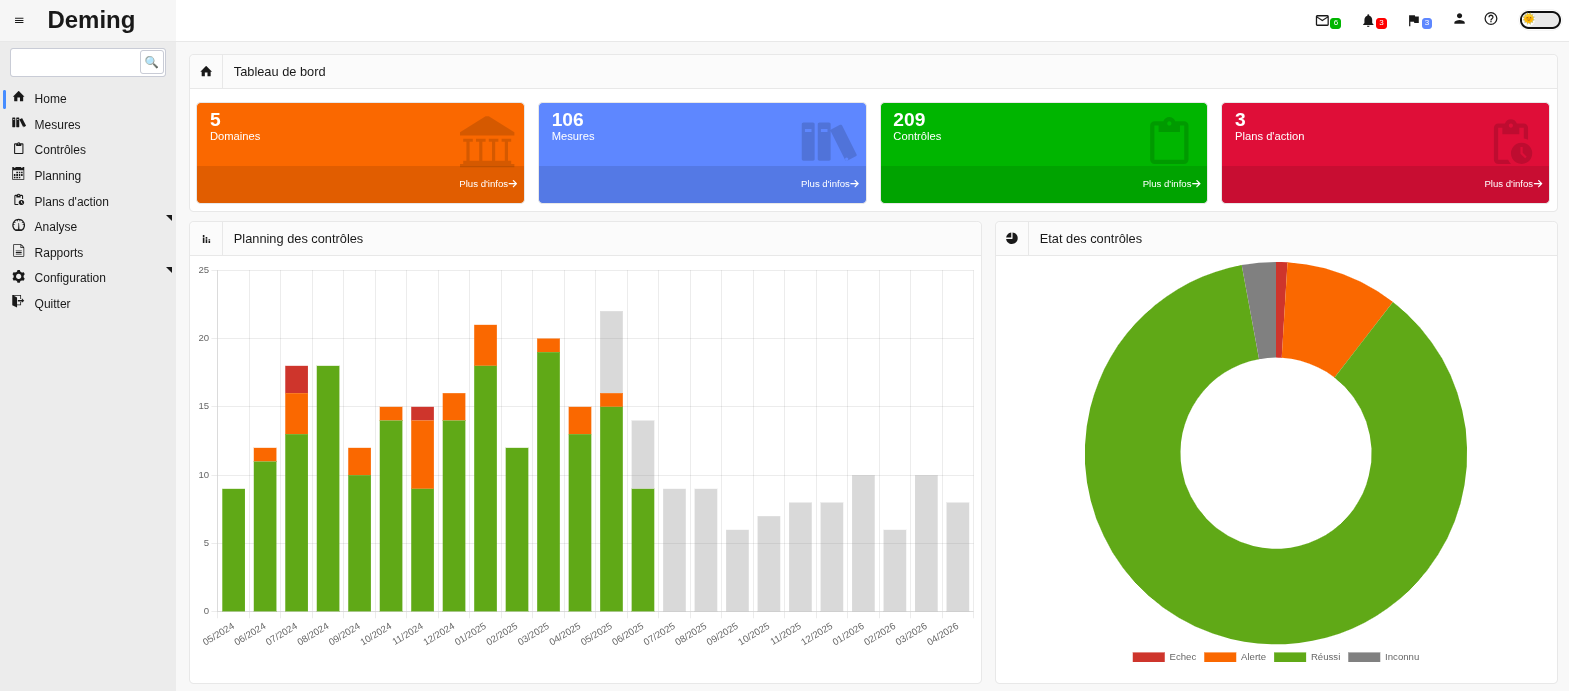 Deming
6
3
3
Home
Mesures
Contrôles
Planning
Plans d'action
Analyse
Rapports
Configuration
Quitter
Tableau de bord
5
Domaines
Plus d'infos
106
Mesures
Plus d'infos
209
Contrôles
Plus d'infos
3
Plans d'action
Plus d'infos
Planning des contrôles
25
20
15
10
5
0
05/2024
06/2024
07/2024
08/2024
09/2024
10/2024
11/2024
12/2024
01/2025
02/2025
03/2025
04/2025
05/2025
06/2025
07/2025
08/2025
09/2025
10/2025
11/2025
12/2025
01/2026
02/2026
03/2026
04/2026
Etat des contrôles
Echec
Alerte
Réussi
Inconnu